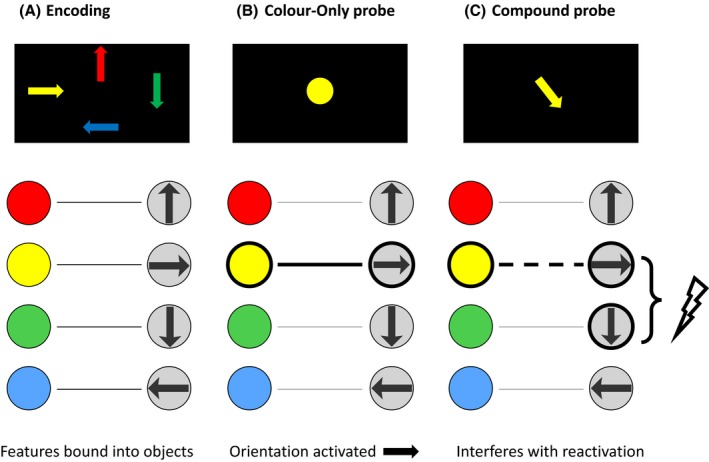 (A) Encoding
(B) Colour-Only probe
(C) Compound probe
Features bound into objects
Orientation activated
Interferes with reactivation